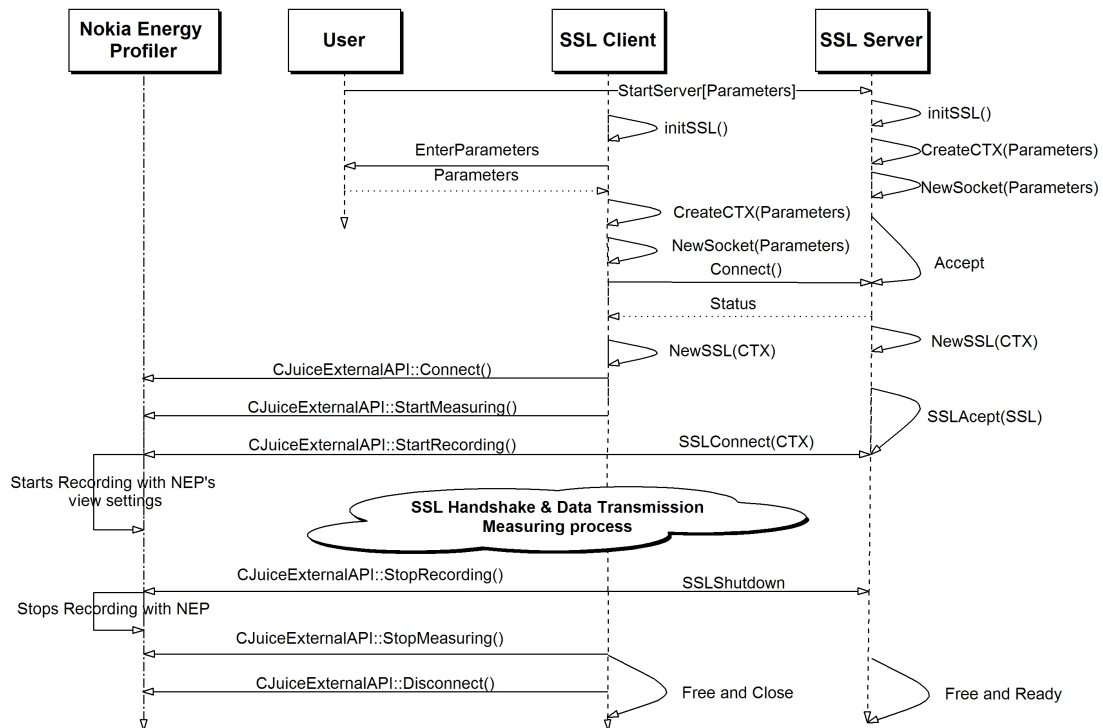 Nokia Energy
Profiler
User
SSL Client
SSL Server
StartServer[Parameters]
initSSL()
initSSL()
EnterParameters
CreateCTX(Parameters)
Parameters
NewSocket(Parameters)
CreateCTX(Parameters)
NewSocket(Parameters)
Connect()
Accept
Status
NewSSL(CTX)
NewSSL(CTX)
CJuiceExternalAPI::Connect()
CJuiceExternalAPI::StartMeasuring()
SSLAcept(SSL)
CJuiceExternalAPI::StartRecording()
SSLConnect(CTX)
Starts Recording with NEP's
view settings
SSL Handshake & Data Transmission
Measuring process
CJuiceExternalAPI::StopRecording()
SSLShutdown
Stops Recording with NEP
CJuiceExternalAPI::StopMeasuring()
CJuiceExternalAPI::Disconnect()
Free and Close
Free and Ready